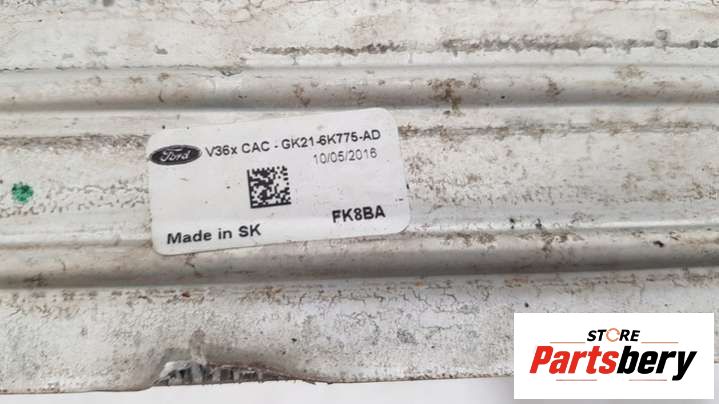 Ford
V36x CAC - GK21-6K775-AD
10/05/2016
FK8BA
Made in SK
STORE
Partsbery